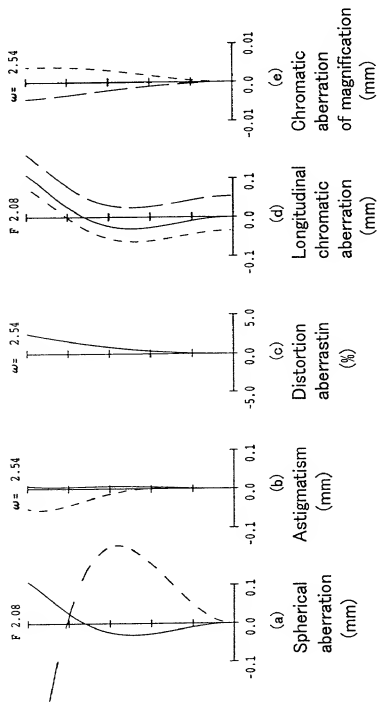 F 2.08
-0.1
0.0
0.1
(a)
Spherical
aberration
(mm)
ω= 2.54
-0.1
0.0
0.1
(b)
Astigmatism
(mm)
ω= 2.54
-5.0
0.0
5.0
(c)
Distortion
aberrastin
(%)
F 2.08
-0.1
0.0
0.1
(d)
Longitudinal
chromatic
aberration
(mm)
ω= 2.54
-0.01
0.0
0.01
(e)
Chromatic
aberration
of magnification
(mm)